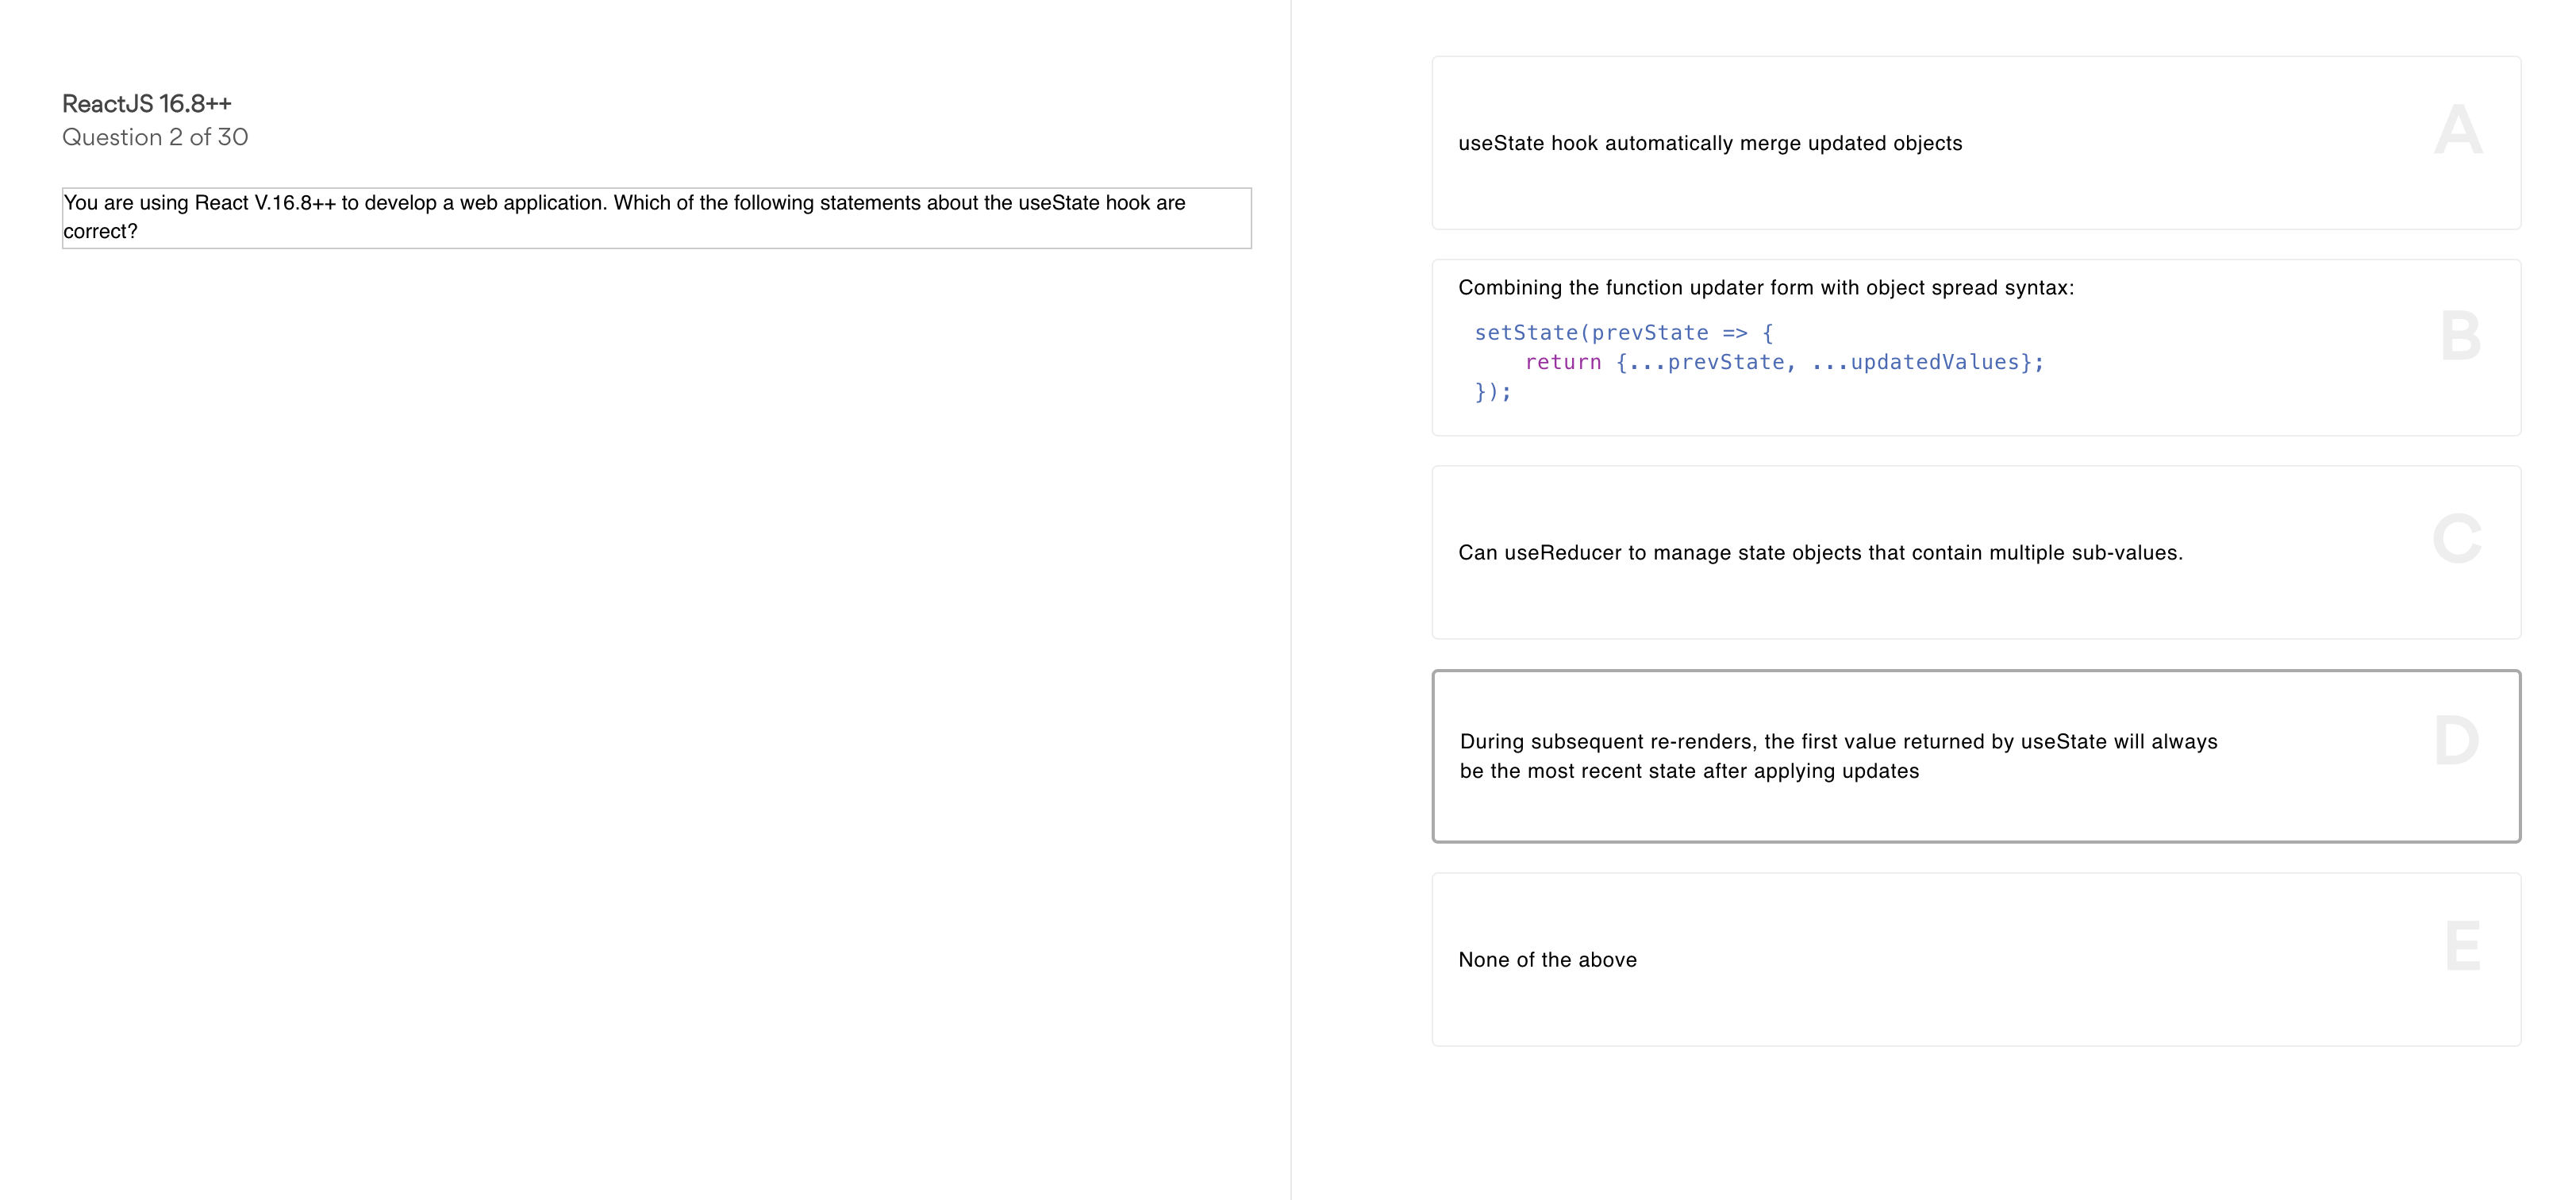 ReactJS 16.8++
Question 2 of 30
You are using React V.16.8++ to develop a web application. Which of the following statements about the useState hook are
correct?
useState hook automatically merge updated objects
A
Combining the function updater form with object spread syntax:
setState(prevState => {
    return {...prevState, ...updatedValues};
});
B
Can useReducer to manage state objects that contain multiple sub-values.
C
During subsequent re-renders, the first value returned by useState will always
be the most recent state after applying updates
D
None of the above
E